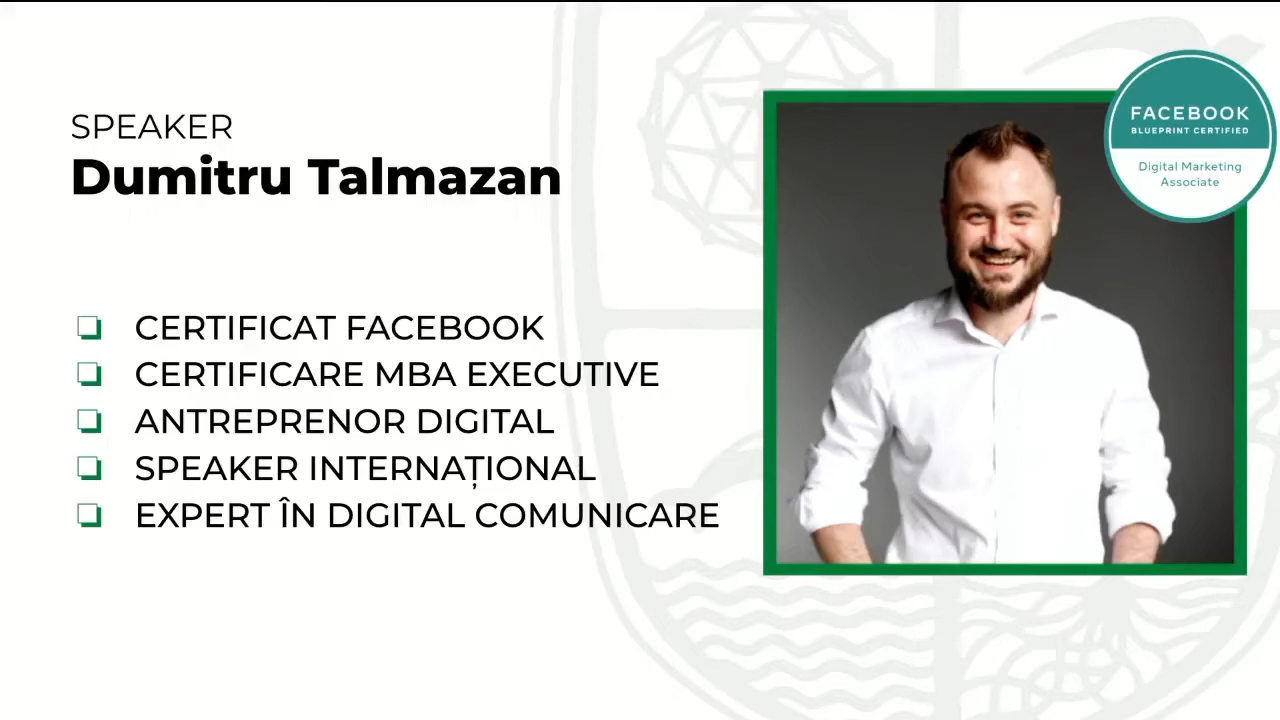 SPEAKER
Dumitru Talmazan
CERTIFICAT FACEBOOK
CERTIFICARE MBA EXECUTIVE
ANTREPRENOR DIGITAL
SPEAKER INTERNAȚIONAL
EXPERT ÎN DIGITAL COMUNICARE
FACEBOOK
BLUEPRINT CERTIFIED
Digital Marketing
Associate